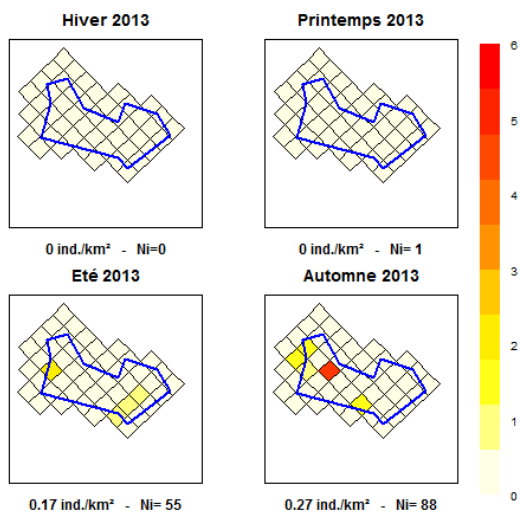 Hiver 2013
Printemps 2013
0 ind./km² - Ni=0
0 ind./km² - Ni= 1
Eté 2013
Automne 2013
0.17 ind./km² - Ni= 55
0.27 ind./km² - Ni= 88
6
5
4
3
2
1
0